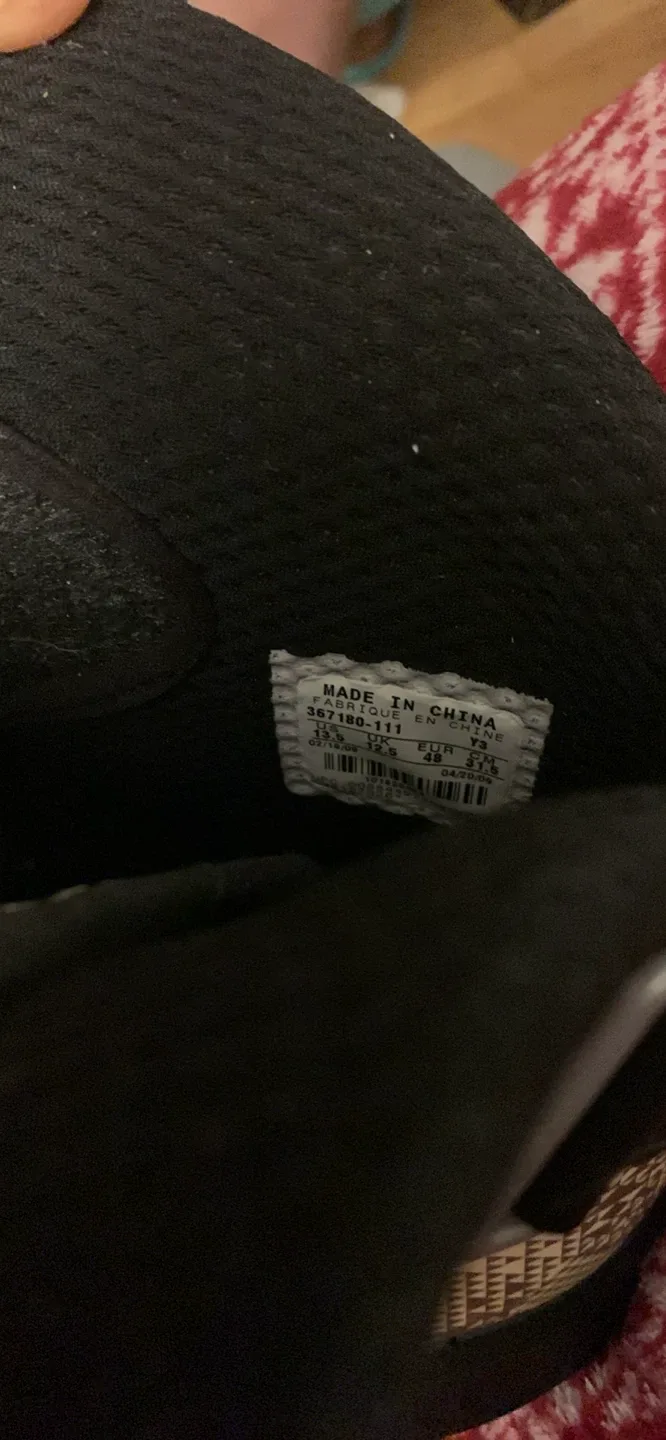 MADE IN CHINA
FABRIQUE EN CHINE
367180-111 Y3
US UK EUR CM
13.5 12.5 48 31.5
02/18/09 04/20/09